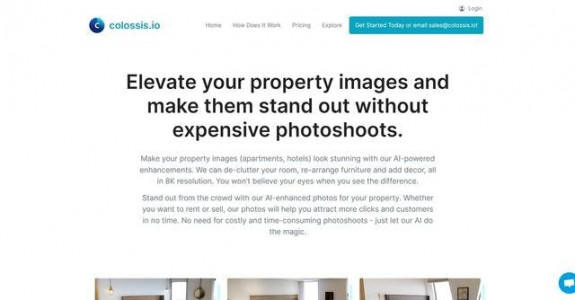 Login
colossis.io
Home How Does It Work Pricing Explore Get Started Today or email sales@colossis.io!
Elevate your property images and
make them stand out without
expensive photoshoots.
Make your property images (apartments, hotels) look stunning with our AI-powered
enhancements. We can de-clutter your room, re-arrange furniture and add decor, all
in 8K resolution. You won't believe your eyes when you see the difference.
Stand out from the crowd with our AI-enhanced photos for your property. Whether
you want to rent or sell, our photos will help you attract more clicks and customers
in no time. No need for costly and time-consuming photoshoots - just let our AI do
the magic.